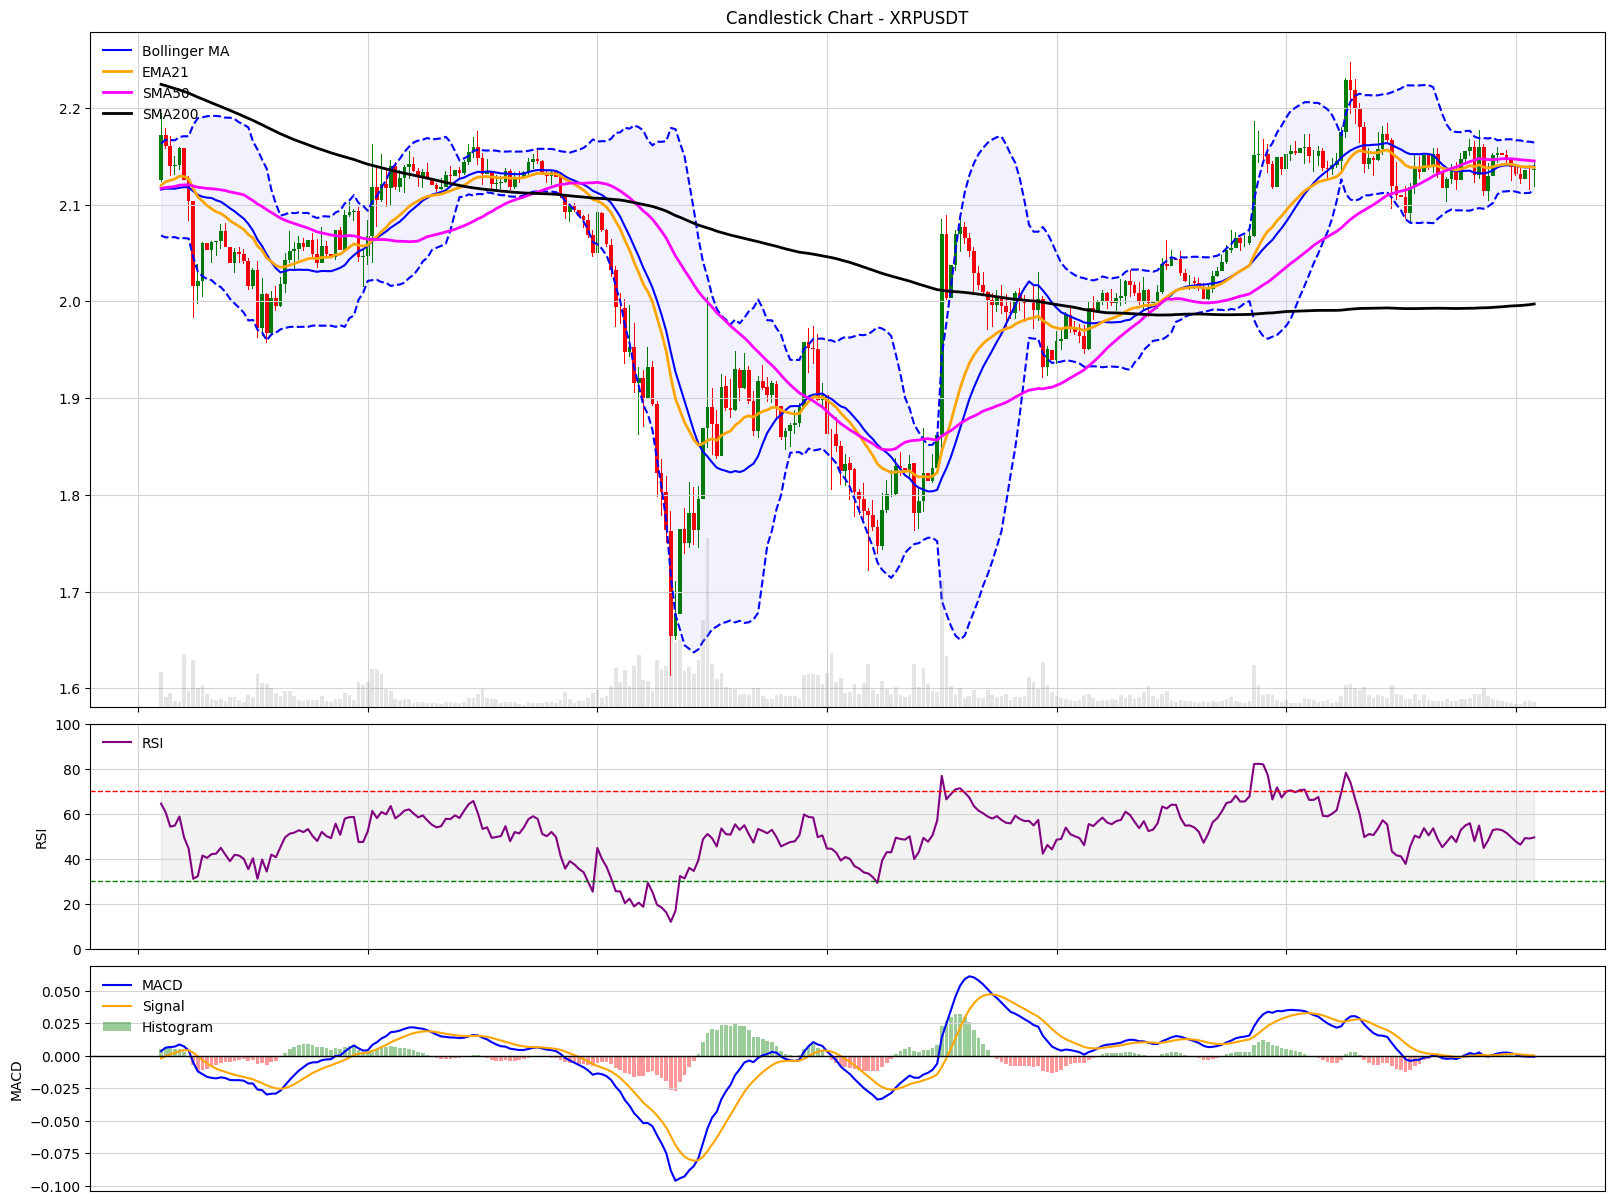 Candlestick Chart - XRPUSDT
Bollinger MA
EMA21
SMA50
SMA200
2.2
2.1
2.0
1.9
1.8
1.7
1.6
RSI
100
80
60
40
20
0
RSI
MACD
Signal
Histogram
0.050
0.025
0.000
−0.025
−0.050
−0.075
−0.100
MACD